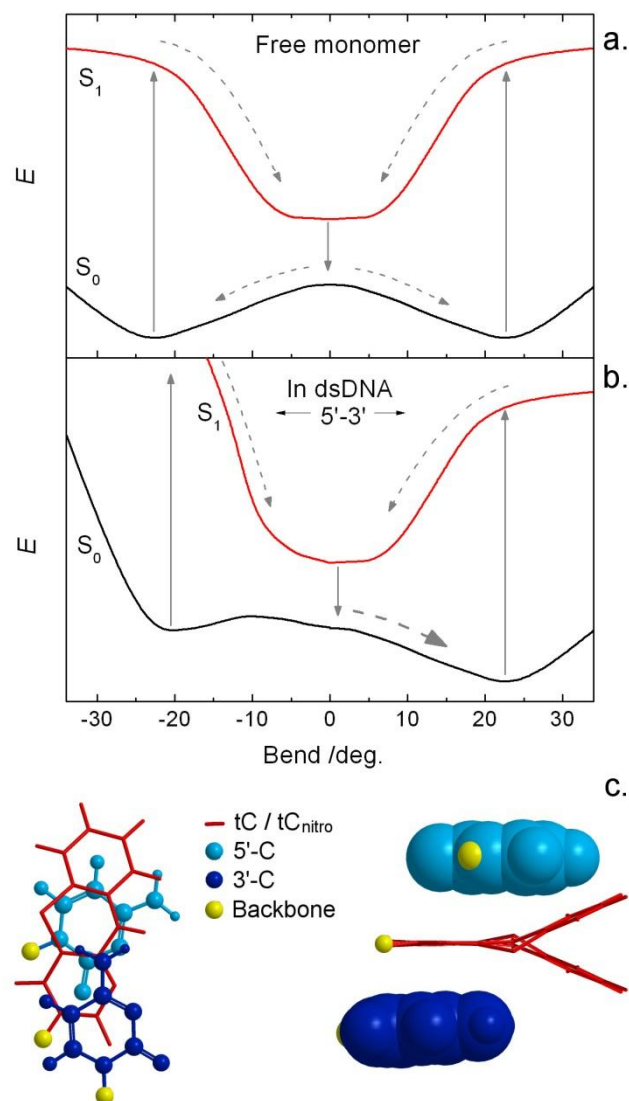 a.
Free monomer
S₁
E
S₀
b.
In dsDNA
5'-3'
S₁
E
S₀
-30 -20 -10 0 10 20 30
Bend /deg.
c.
tC / tCnitro
5'-C
3'-C
Backbone